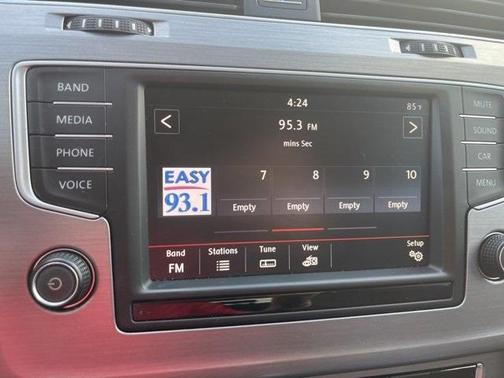 BAND
MEDIA
PHONE
VOICE
4:24
85°F
<
95.3 FM
>
mins Sec
EASY
93.1
7 8 9 10
Empty Empty Empty Empty
Band Stations Tune View Setup
FM
MUTE
SOUND
CAR
MENU